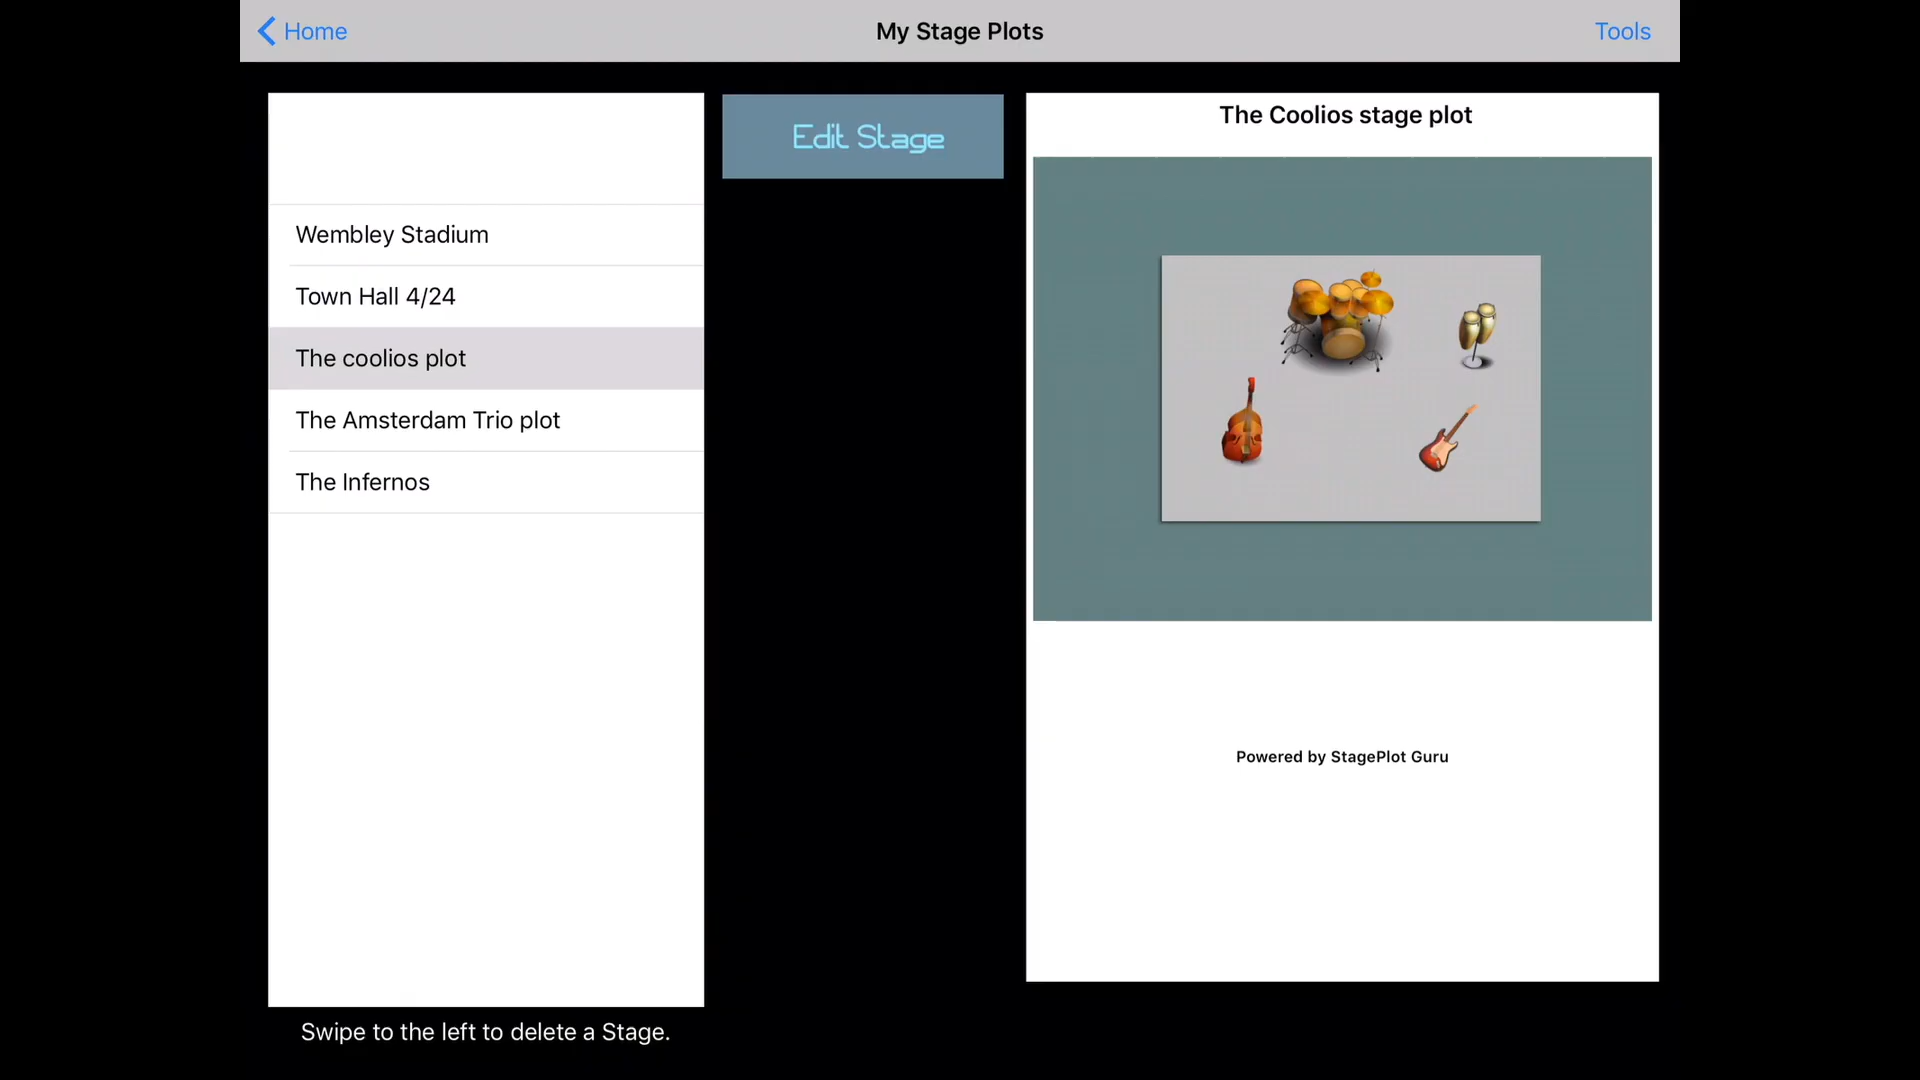 Home
My Stage Plots
Tools
Wembley Stadium
Town Hall 4/24
The coolios plot
The Amsterdam Trio plot
The Infernos
Swipe to the left to delete a Stage.
Edit Stage
The Coolios stage plot
Powered by StagePlot Guru